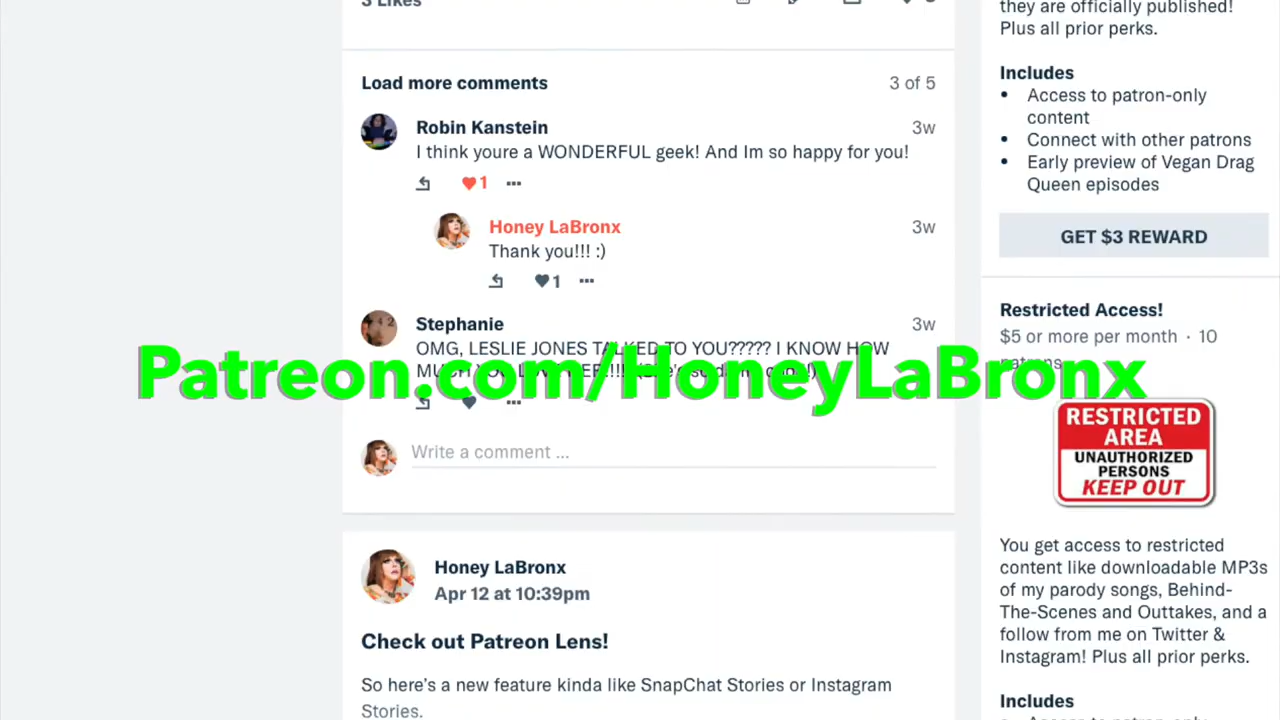 3 Likes
Load more comments
3 of 5
Robin Kanstein
3w
I think youre a WONDERFUL geek! And Im so happy for you!
1
Honey LaBronx
3w
Thank you!!! :)
1
Stephanie
3w
OMG, LESLIE JONES TALKED TO YOU????? I KNOW HOW
MUCH YOU
Patreon.com/HoneyLaBronx
Write a comment ...
Honey LaBronx
Apr 12 at 10:39pm
Check out Patreon Lens!
So here's a new feature kinda like SnapChat Stories or Instagram
Stories.
they are officially published!
Plus all prior perks.
Includes
• Access to patron-only
content
• Connect with other patrons
• Early preview of Vegan Drag
Queen episodes
GET $3 REWARD
Restricted Access!
$5 or more per month · 10
patrons
RESTRICTED
AREA
UNAUTHORIZED
PERSONS
KEEP OUT
You get access to restricted
content like downloadable MP3s
of my parody songs, Behind-
The-Scenes and Outtakes, and a
follow from me on Twitter &
Instagram! Plus all prior perks.
Includes